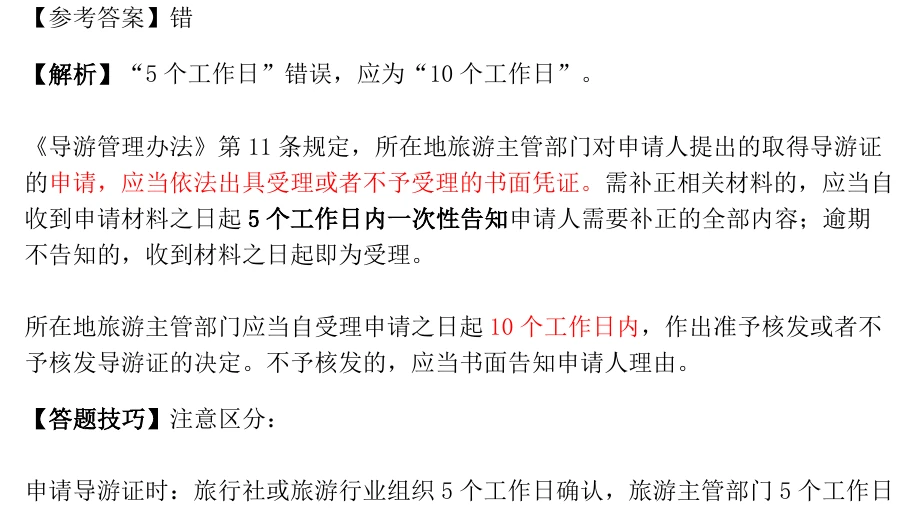 【参考答案】错
【解析】“5 个工作日”错误，应为“10 个工作日”。
《导游管理办法》第 11 条规定，所在地旅游主管部门对申请人提出的取得导游证
的申请，应当依法出具受理或者不予受理的书面凭证。需补正相关材料的，应当自
收到申请材料之日起 5 个工作日内一次性告知申请人需要补正的全部内容；逾期
不告知的，收到材料之日起即为受理。
所在地旅游主管部门应当自受理申请之日起 10 个工作日内，作出准予核发或者不
予核发导游证的决定。不予核发的，应当书面告知申请人理由。
【答题技巧】注意区分：
申请导游证时：旅行社或旅游行业组织 5 个工作日确认，旅游主管部门 5 个工作日